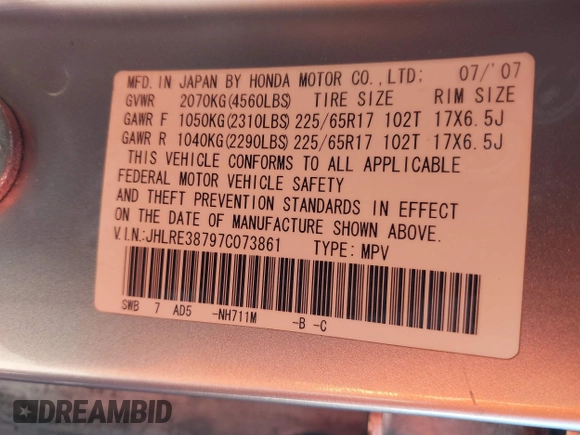 MFD. IN JAPAN BY HONDA MOTOR CO., LTD: 07/'07
GVWR 2070KG(4560LBS) TIRE SIZE RIM SIZE
GAWR F 1050KG(2310LBS) 225/65R17 102T 17X6.5J
GAWR R 1040KG(2290LBS) 225/65R17 102T 17X6.5J
THIS VEHICLE CONFORMS TO ALL APPLICABLE
FEDERAL MOTOR VEHICLE SAFETY
AND THEFT PREVENTION STANDARDS IN EFFECT
ON THE DATE OF MANUFACTURE SHOWN ABOVE.
V.I.N.:JHLRE38797C073861 TYPE: MPV
SWB 7 AD5 -NH711M -B -C
DREAMBID